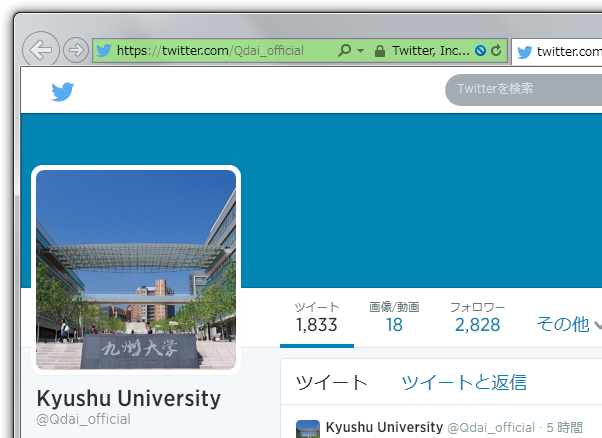 https://twitter.com/Qdai_official
Twitter, Inc...
twitter.com
Twitterを検索
九州大学
ツイート
1,833
画像/動画
18
フォロワー
2,828
その他
Kyushu University
@Qdai_official
ツイート
ツイートと返信
Kyushu University @Qdai_official · 5 時間